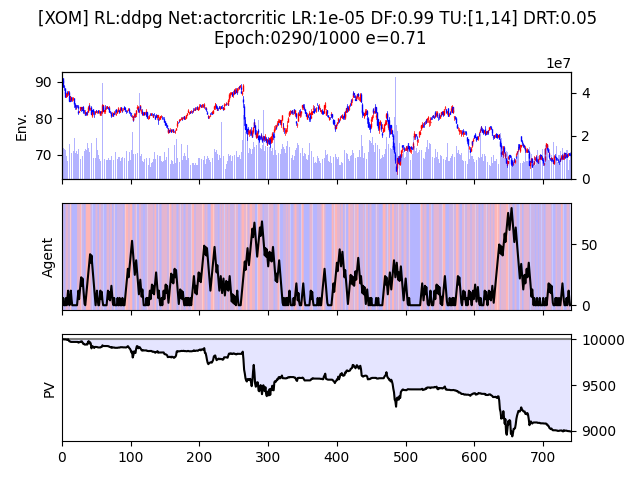 [XOM] RL:ddpg Net:actorcritic LR:1e-05 DF:0.99 TU:[1,14] DRT:0.05
Epoch:0290/1000 e=0.71
1e7
90
80
70
Env.
4
2
0
Agent
50
0
PV
10000
9500
9000
0 100 200 300 400 500 600 700